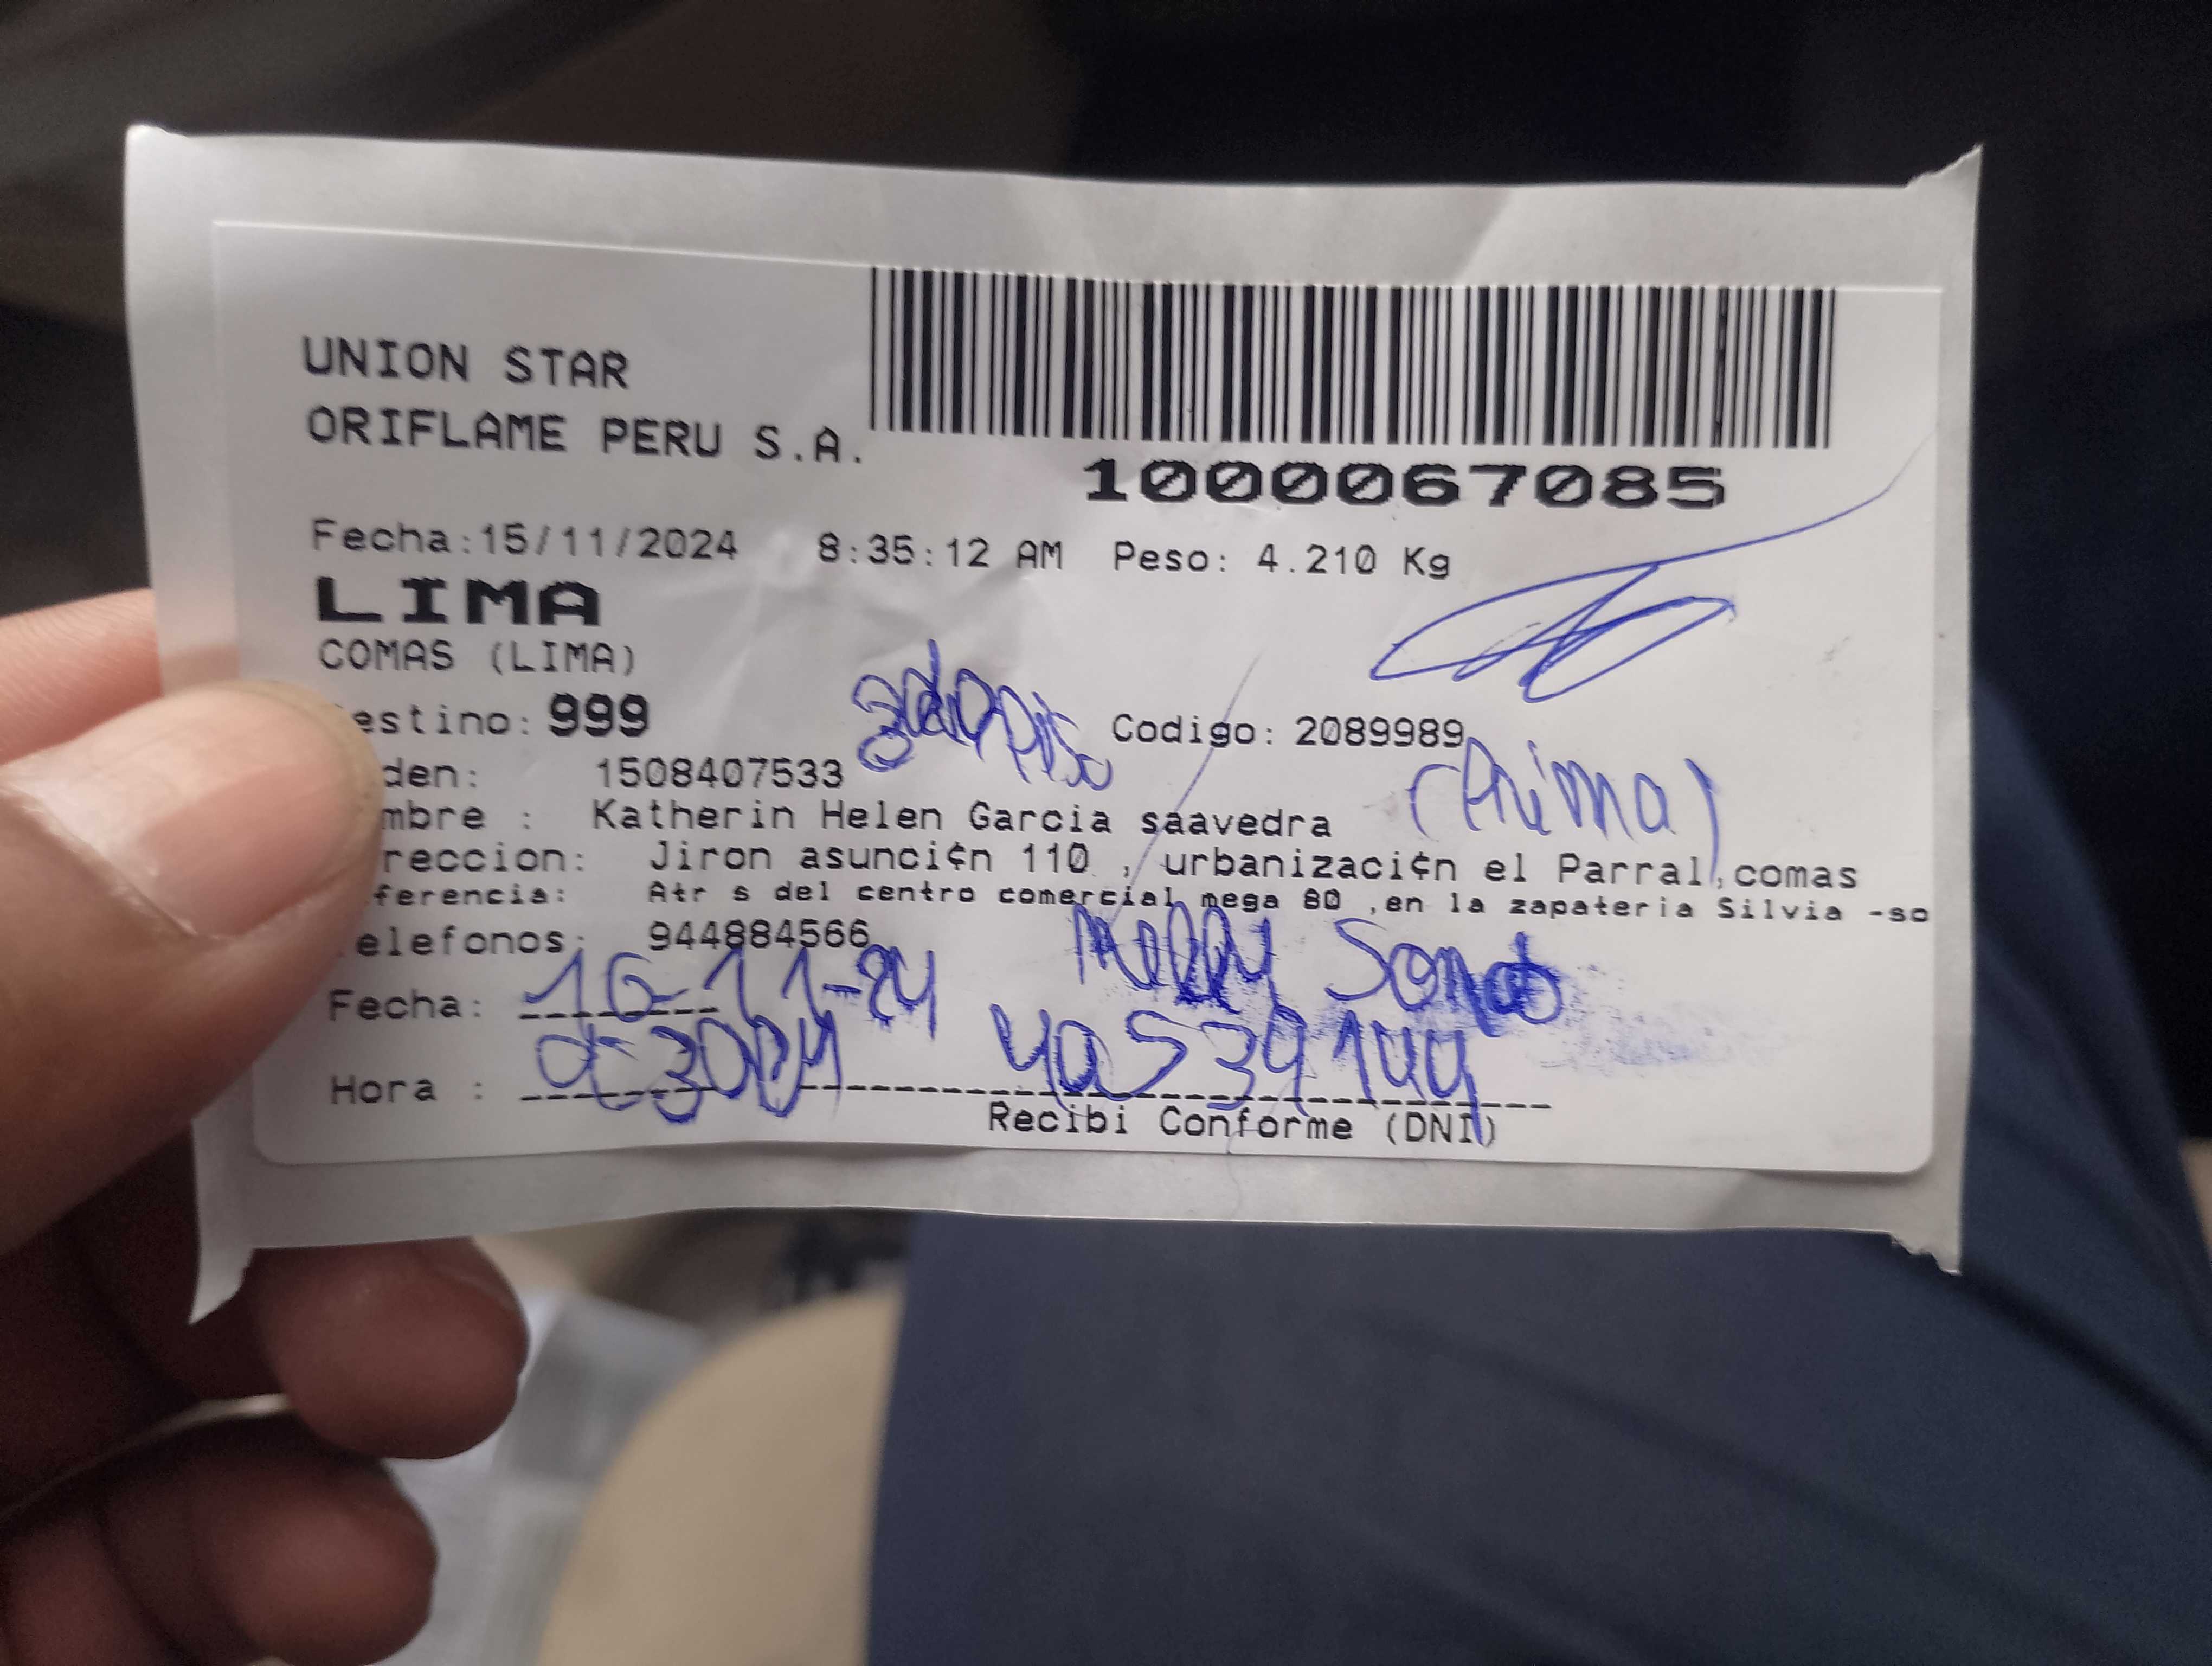 UNION STAR
ORIFLAME PERU S.A.
1000067085
Fecha:15/11/2024 8:35:12 AM Peso: 4.210 Kg
LIMA
COMAS (LIMA)
estino: 999 Codigo: 2089989
den: 1508407533 (Prima)
mbre : Katherin Helen Garcia saavedra
reccion: Jiron asunci¢n 110 , urbanizaci¢n el Parral,comas
ferencia: Atr s del centro comercial mega 80 ,en la zapateria Silvia -so
elefonos: 944884566
Fecha: 16-11-24
Hora :
Recibi Conforme (DNI)